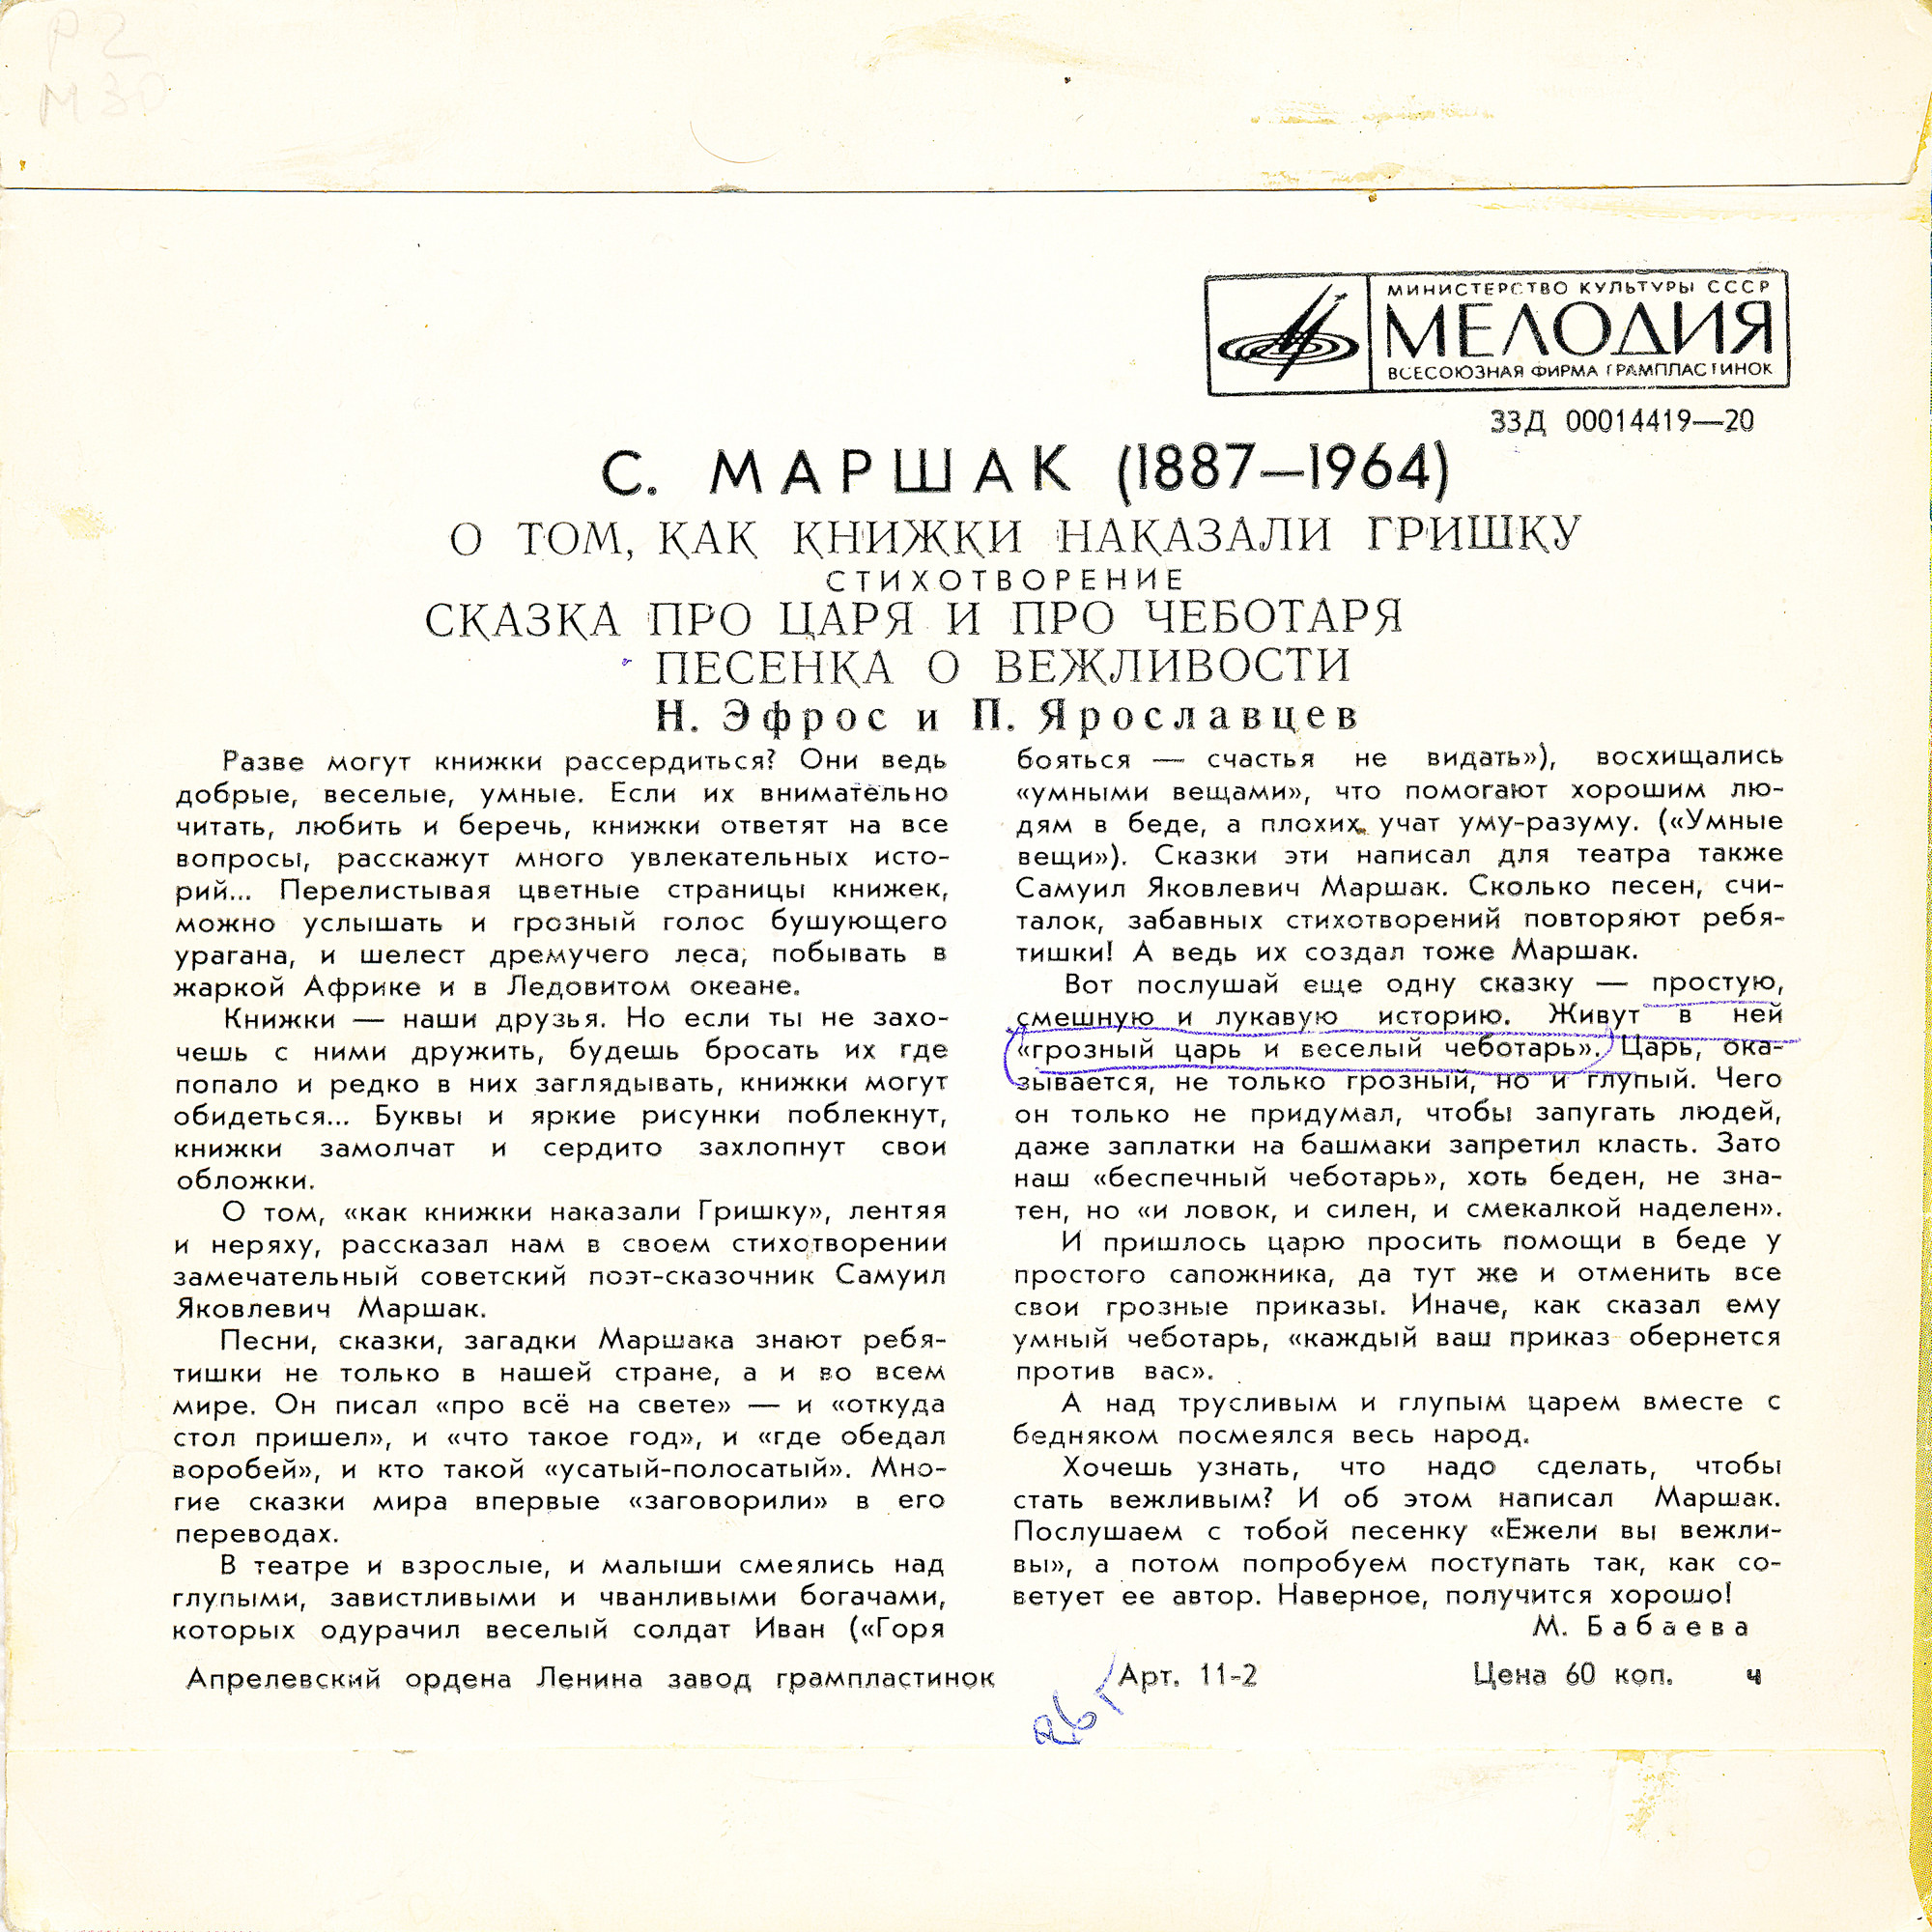 Р2
М30
МИНИСТЕРСТВО КУЛЬТУРЫ СССР
МЕЛОДИЯ
ВСЕСОЮЗНАЯ ФИРМА ГРАМПЛАСТИНОК
33Д 00014419—20
С. МАРШАК (1887—1964)
О ТОМ, КАК КНИЖКИ НАКАЗАЛИ ГРИШКУ
СТИХОТВОРЕНИЕ
СКАЗКА ПРО ЦАРЯ И ПРО ЧЕБОТАРЯ
ПЕСЕНКА О ВЕЖЛИВОСТИ
Н. Эфрос и П. Ярославцев
Разве могут книжки рассердиться? Они ведь
добрые, веселые, умные. Если их внимательно
читать, любить и беречь, книжки ответят на все
вопросы, расскажут много увлекательных исто-
рий... Перелистывая цветные страницы книжек,
можно услышать и грозный голос бушующего
урагана, и шелест дремучего леса; побывать в
жаркой Африке и в Ледовитом океане.
Книжки — наши друзья. Но если ты не захо-
чешь с ними дружить, будешь бросать их где
попало и редко в них заглядывать, книжки могут
обидеться... Буквы и яркие рисунки поблекнут,
книжки замолчат и сердито захлопнут свои
обложки.
О том, «как книжки наказали Гришку», лентяя
и неряху, рассказал нам в своем стихотворении
замечательный советский поэт-сказочник Самуил
Яковлевич Маршак.
Песни, сказки, загадки Маршака знают ребя-
тишки не только в нашей стране, а и во всем
мире. Он писал «про всё на свете» — и «откуда
стол пришел», и «что такое год», и «где обедал
воробей», и кто такой «усатый-полосатый». Мно-
гие сказки мира впервые «заговорили» в его
переводах.
В театре и взрослые, и малыши смеялись над
глупыми, завистливыми и чванливыми богачами,
которых одурачил веселый солдат Иван («Горя
бояться — счастья не видать»), восхищались
«умными вещами», что помогают хорошим лю-
дям в беде, а плохих учат уму-разуму. («Умные
вещи»). Сказки эти написал для театра также
Самуил Яковлевич Маршак. Сколько песен, счи-
талок, забавных стихотворений повторяют ребя-
тишки! А ведь их создал тоже Маршак.
Вот послушай еще одну сказку — простую,
смешную и лукавую историю. Живут в ней
«грозный царь и веселый чеботарь». Царь, ока-
зывается, не только грозный, но и глупый. Чего
он только не придумал, чтобы запугать людей,
даже заплатки на башмаки запретил класть. Зато
наш «беспечный чеботарь», хоть беден, не зна-
тен, но «и ловок, и силен, и смекалкой наделен».
И пришлось царю просить помощи в беде у
простого сапожника, да тут же и отменить все
свои грозные приказы. Иначе, как сказал ему
умный чеботарь, «каждый ваш приказ обернется
против вас».
А над трусливым и глупым царем вместе с
бедняком посмеялся весь народ.
Хочешь узнать, что надо сделать, чтобы
стать вежливым? И об этом написал Маршак.
Послушаем с тобой песенку «Ежели вы вежли-
вы», а потом попробуем поступать так, как со-
ветует ее автор. Наверное, получится хорошо!
М. Бабаева
Апрелевский ордена Ленина завод грампластинок Арт. 11-2 Цена 60 коп. ч